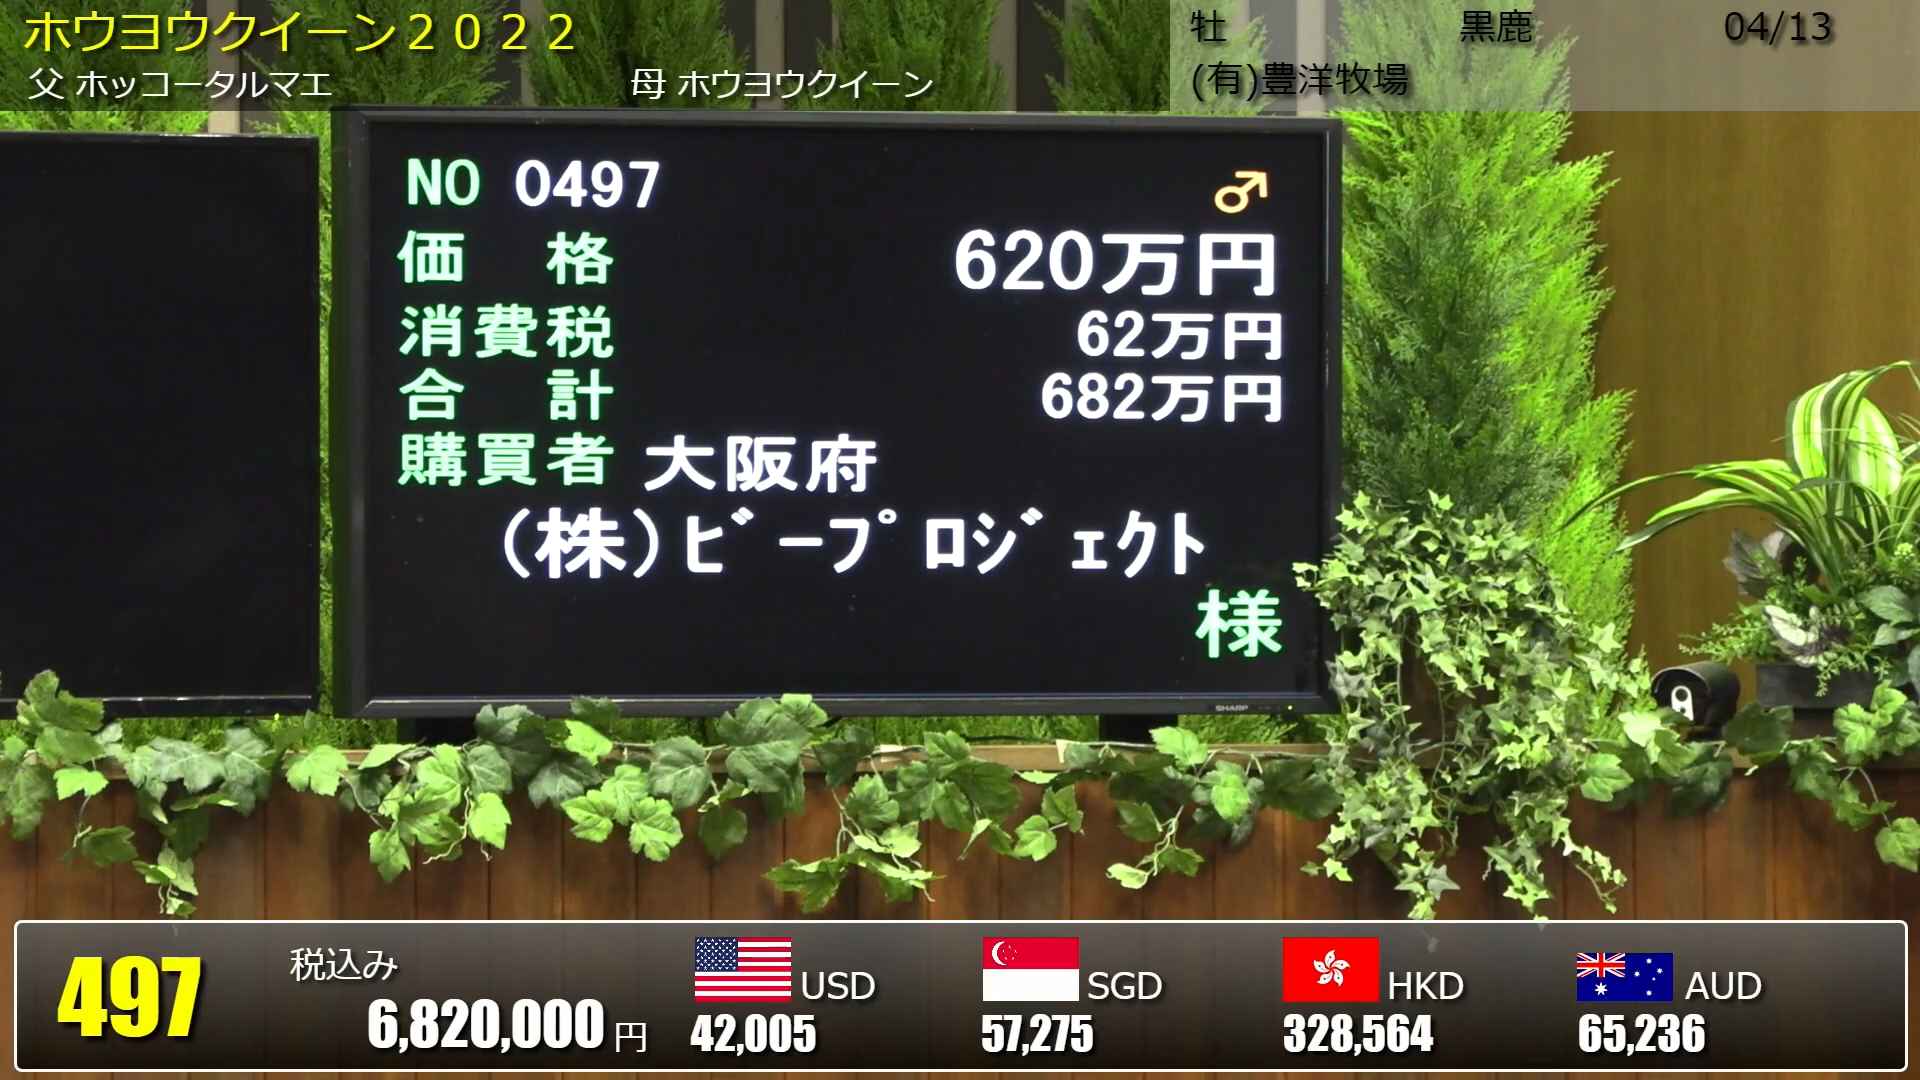 ホウヨウクイーン２０２２
父 ホッコータルマエ 母 ホウヨウクイーン
牡 黒鹿 04/13
(有)豊洋牧場
NO 0497 ♂
価 格 620万円
消費税 62万円
合 計 682万円
購買者 大阪府
(株)ﾋﾞｰﾌﾟﾛｼﾞｪｸﾄ
様
SHARP
497
税込み
6,820,000 円
USD
42,005
SGD
57,275
HKD
328,564
AUD
65,236